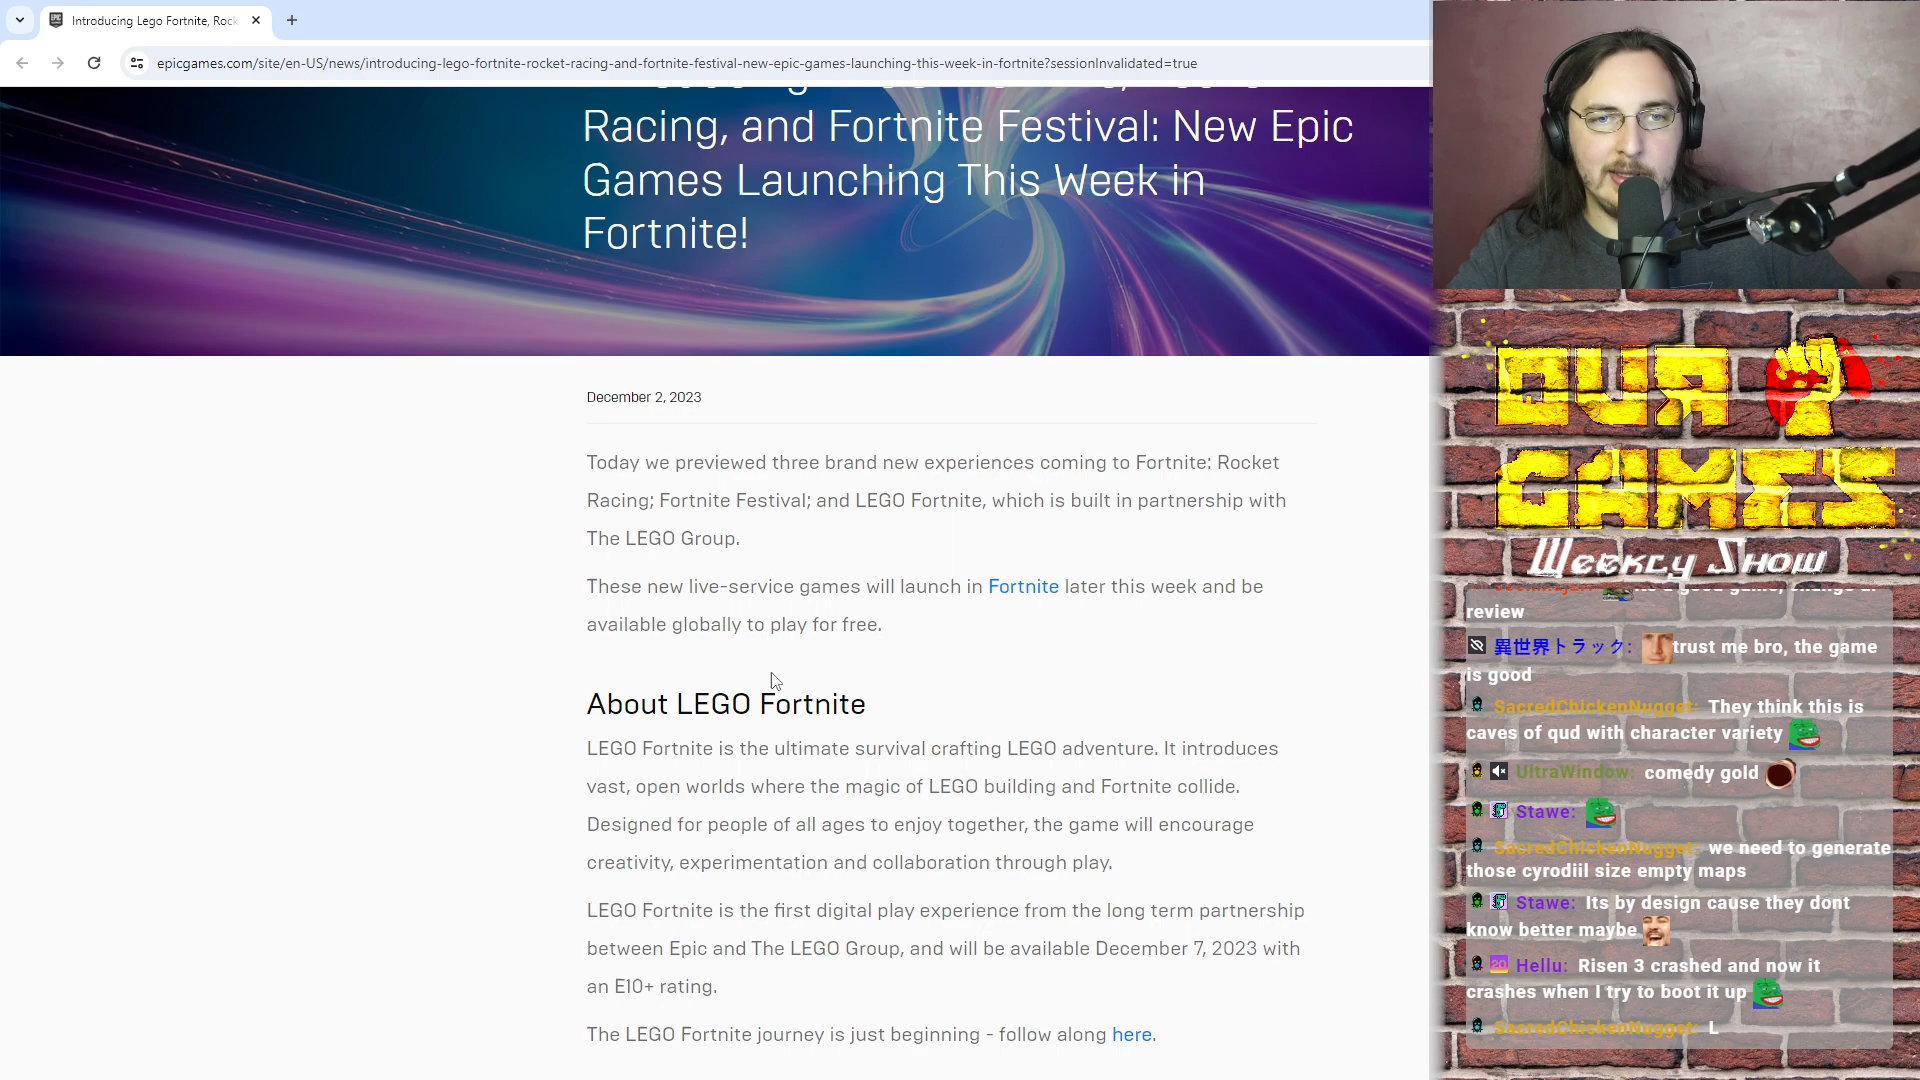 Introducing Lego Fortnite, Rock
epicgames.com/site/en-US/news/introducing-lego-fortnite-rocket-racing-and-fortnite-festival-new-epic-games-launching-this-week-in-fortnite?sessionInvalidated=true
Racing, and Fortnite Festival: New Epic
Games Launching This Week in
Fortnite!
December 2, 2023
Today we previewed three brand new experiences coming to Fortnite: Rocket
Racing; Fortnite Festival; and LEGO Fortnite, which is built in partnership with
The LEGO Group.
These new live-service games will launch in Fortnite later this week and be
available globally to play for free.
About LEGO Fortnite
LEGO Fortnite is the ultimate survival crafting LEGO adventure. It introduces
vast, open worlds where the magic of LEGO building and Fortnite collide.
Designed for people of all ages to enjoy together, the game will encourage
creativity, experimentation and collaboration through play.
LEGO Fortnite is the first digital play experience from the long term partnership
between Epic and The LEGO Group, and will be available December 7, 2023 with
an E10+ rating.
The LEGO Fortnite journey is just beginning - follow along here.
OUR
GAMES
Weekly Show
review
異世界トラック: trust me bro, the game
is good
SacredChickenNugget: They think this is
caves of qud with character variety
UltraWindow: comedy gold
Stawe:
SacredChickenNugget: we need to generate
those cyrodiil size empty maps
Stawe: Its by design cause they dont
know better maybe
Hellu: Risen 3 crashed and now it
crashes when I try to boot it up
SacredChickenNugget: L